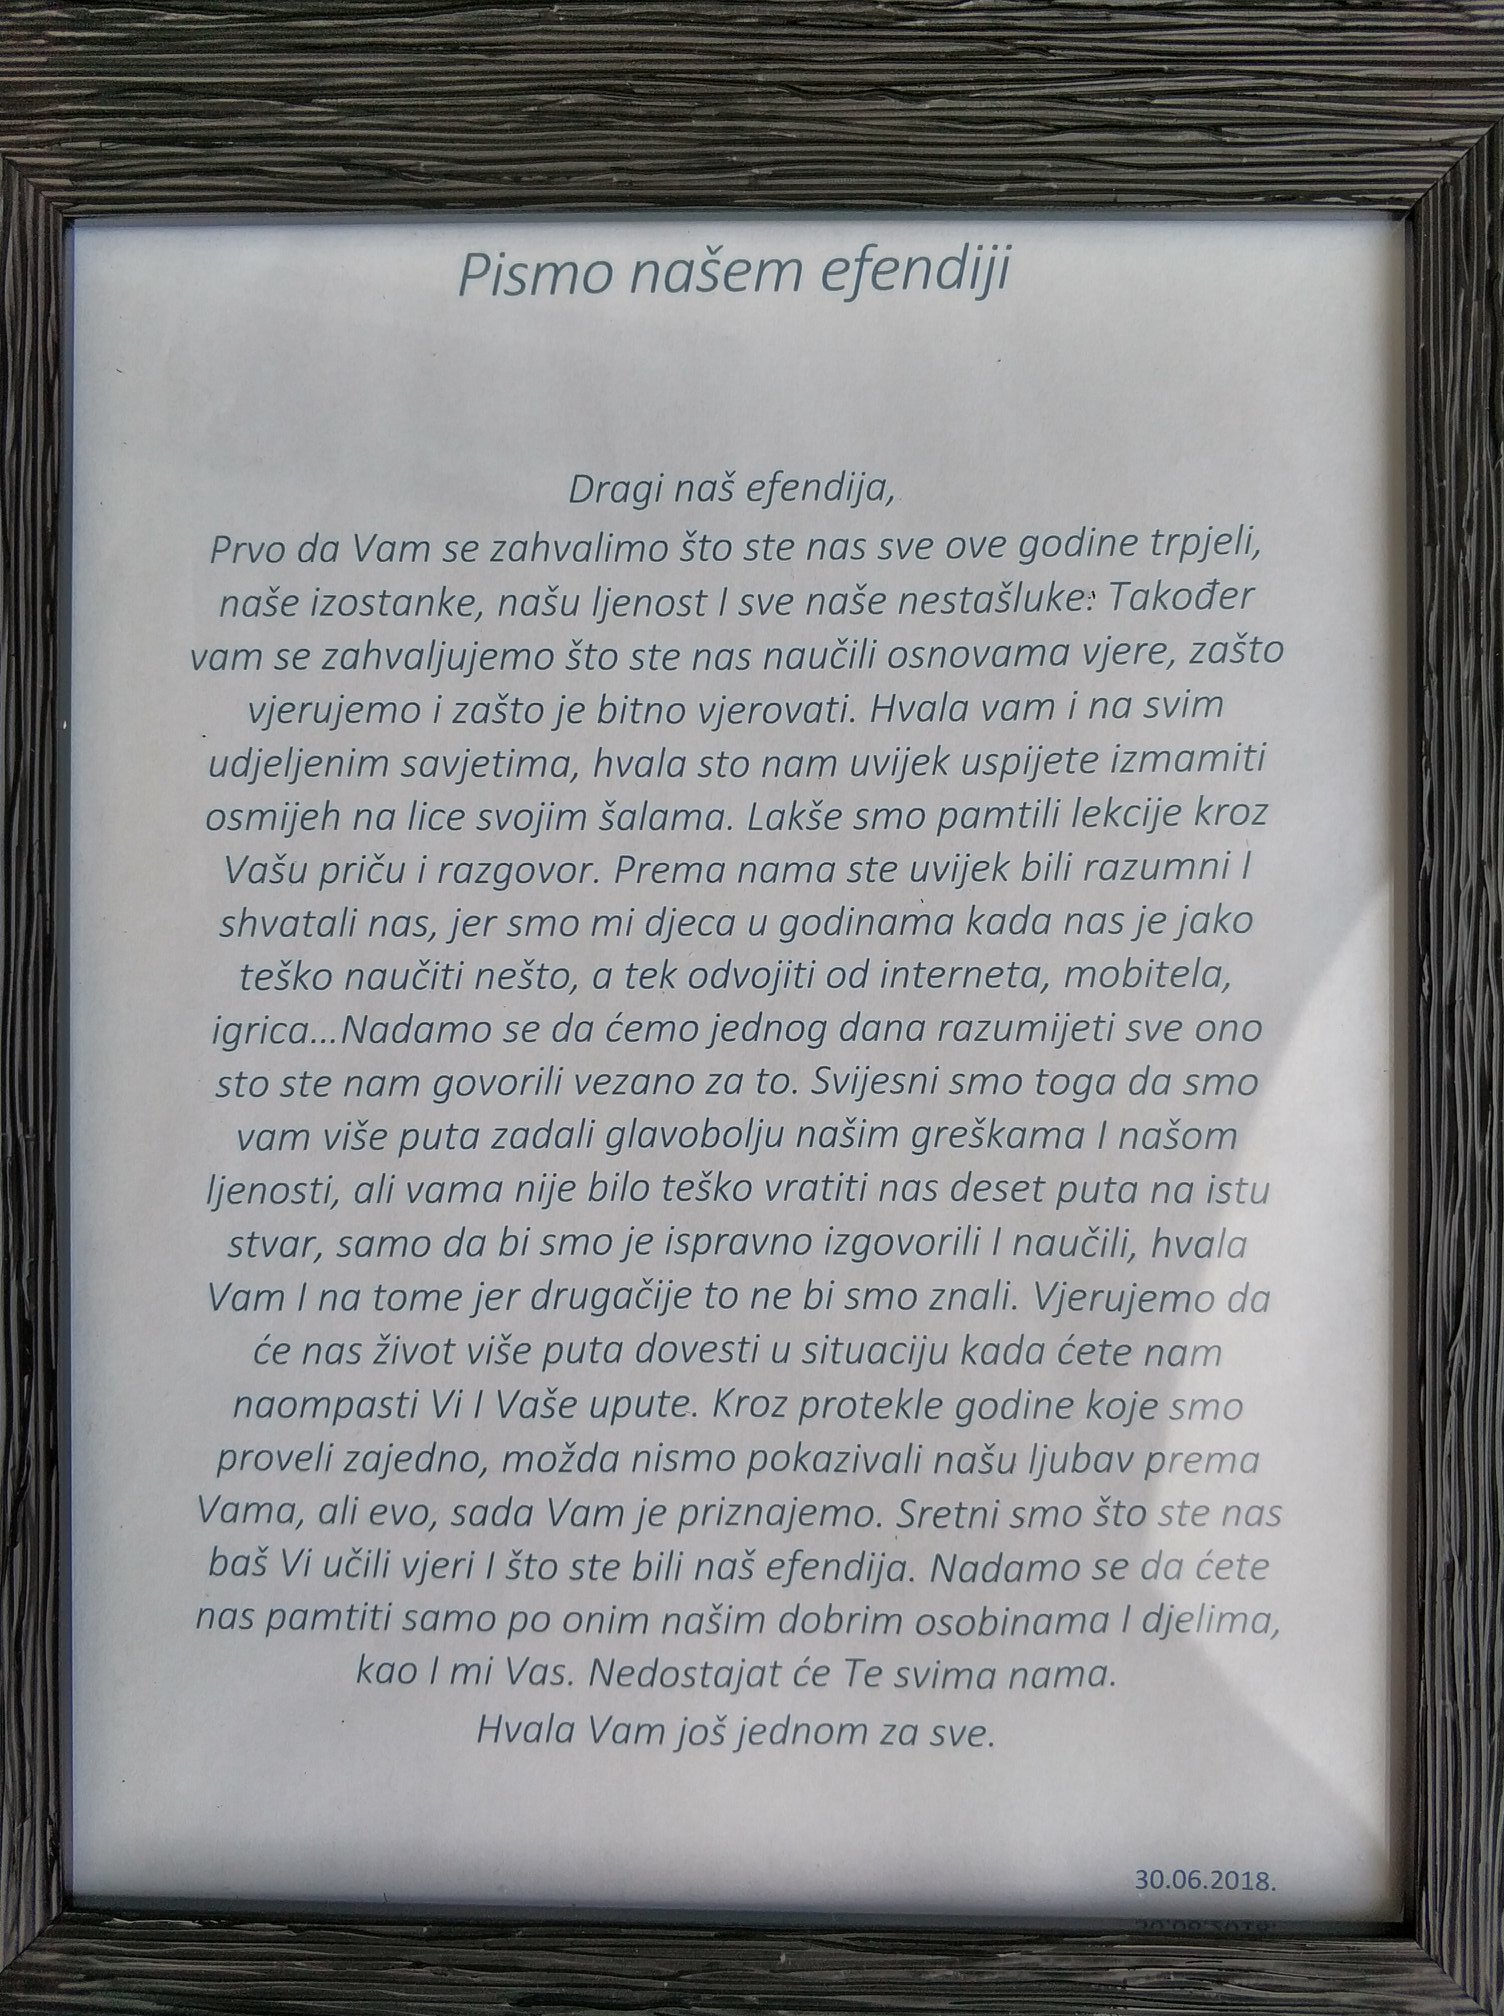 Pismo našem efendiji
Dragi naš efendija,
Prvo da Vam se zahvalimo što ste nas sve ove godine trpjeli,
naše izostanke, našu ljenost I sve naše nestašluke. Također
vam se zahvaljujemo što ste nas naučili osnovama vjere, zašto
vjerujemo i zašto je bitno vjerovati. Hvala vam i na svim
udjeljenim savjetima, hvala sto nam uvijek uspijete izmamiti
osmijeh na lice svojim šalama. Lakše smo pamtili lekcije kroz
Vašu priču i razgovor. Prema nama ste uvijek bili razumni I
shvatali nas, jer smo mi djeca u godinama kada nas je jako
teško naučiti nešto, a tek odvojiti od interneta, mobitela,
igrica...Nadamo se da ćemo jednog dana razumijeti sve ono
sto ste nam govorili vezano za to. Svijesni smo toga da smo
vam više puta zadali glavobolju našim greškama I našom
ljenosti, ali vama nije bilo teško vratiti nas deset puta na istu
stvar, samo da bi smo je ispravno izgovorili I naučili, hvala
Vam I na tome jer drugačije to ne bi smo znali. Vjerujemo da
će nas život više puta dovesti u situaciju kada ćete nam
naompasti Vi I Vaše upute. Kroz protekle godine koje smo
proveli zajedno, možda nismo pokazivali našu ljubav prema
Vama, ali evo, sada Vam je priznajemo. Sretni smo što ste nas
baš Vi učili vjeri I što ste bili naš efendija. Nadamo se da ćete
nas pamtiti samo po onim našim dobrim osobinama I djelima,
kao I mi Vas. Nedostajat će Te svima nama.
Hvala Vam još jednom za sve.
30.06.2018.